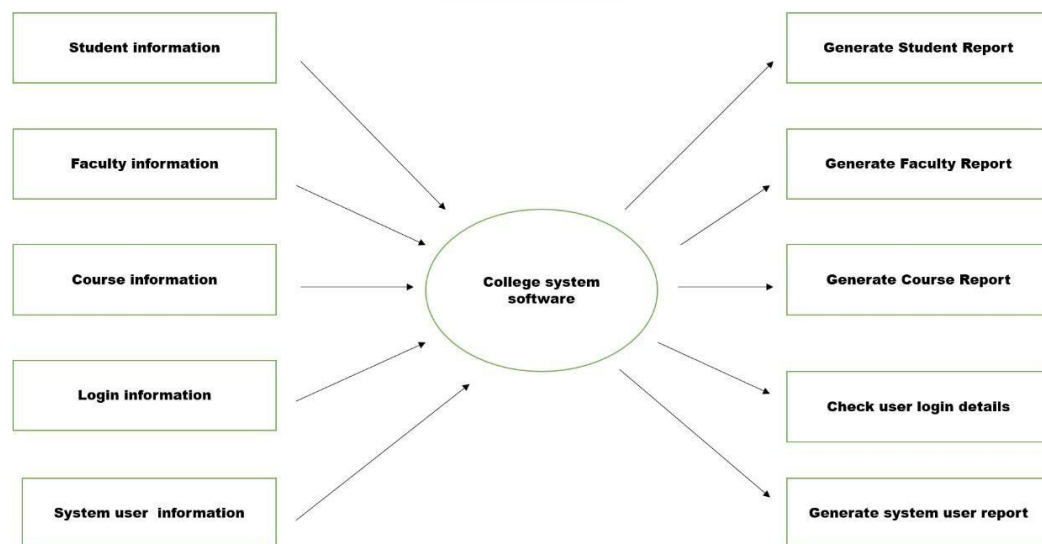 Student information
Faculty information
Course information
Login information
System user  information
College system
software
Generate Student Report
Generate Faculty Report
Generate Course Report
Check user login details
Generate system user report